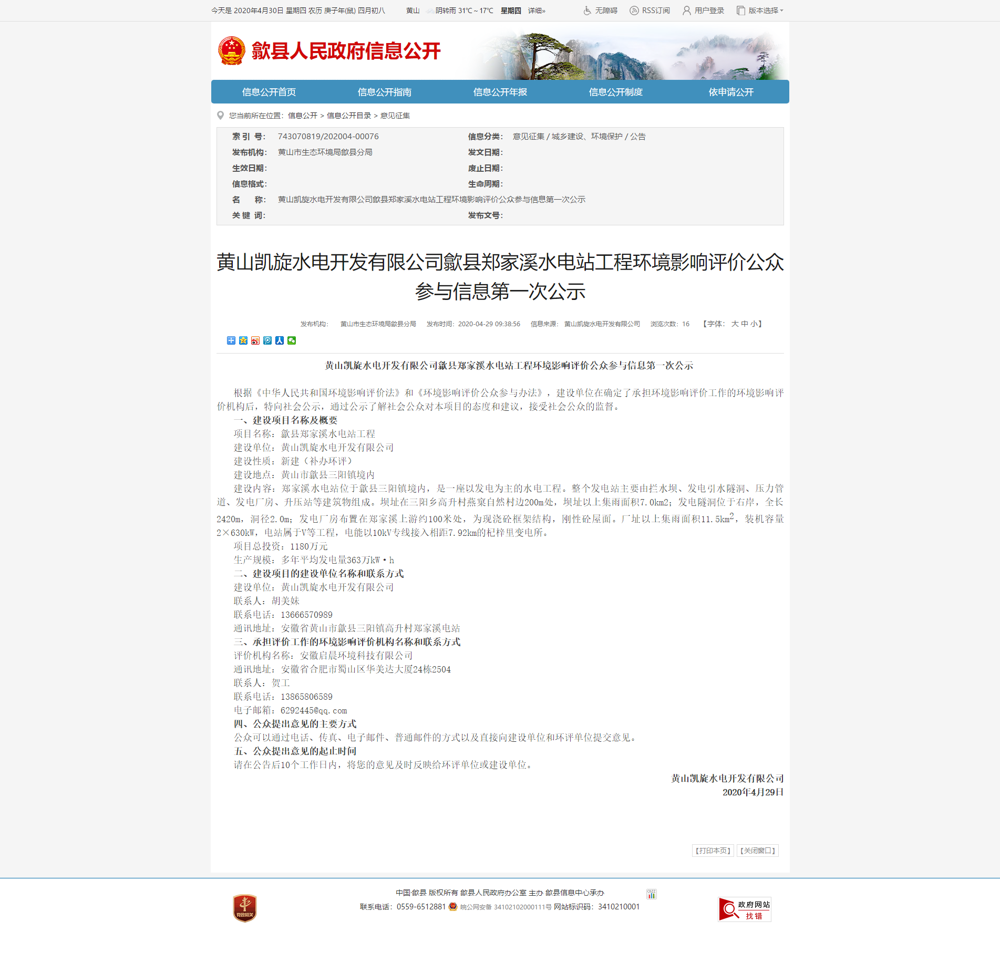 今天是 2020年4月30日 星期四 农历 庚子年(鼠) 四月初八 黄山 阴转雨 31℃～17℃ 星期四 详细» 无障碍 RSS订阅 用户登录 版本选择
歙县人民政府信息公开
信息公开首页 信息公开指南 信息公开年报 信息公开制度 依申请公开
您当前所在位置：信息公开 > 信息公开目录 > 意见征集
索 引 号： 743070819/202004-00076 信息分类： 意见征集 / 城乡建设、环境保护 / 公告
发布机构： 黄山市生态环境局歙县分局 发文日期：
生效日期： 废止日期：
信息格式： 生命周期：
名 称： 黄山凯旋水电开发有限公司歙县郑家溪水电站工程环境影响评价公众参与信息第一次公示
关 键 词： 发布文号：
黄山凯旋水电开发有限公司歙县郑家溪水电站工程环境影响评价公众
参与信息第一次公示
发布机构： 黄山市生态环境局歙县分局 发布时间：2020-04-29 09:38:56 信息来源： 黄山凯旋水电开发有限公司 浏览次数：16 【字体： 大 中 小】
黄山凯旋水电开发有限公司歙县郑家溪水电站工程环境影响评价公众参与信息第一次公示
根据《中华人民共和国环境影响评价法》和《环境影响评价公众参与办法》，建设单位在确定了承担环境影响评价工作的环境影响评
价机构后，特向社会公示，通过公示了解社会公众对本项目的态度和建议，接受社会公众的监督。
一、建设项目名称及概要
项目名称：歙县郑家溪水电站工程
建设单位：黄山凯旋水电开发有限公司
建设性质：新建（补办环评）
建设地点：黄山市歙县三阳镇境内
建设内容：郑家溪水电站位于歙县三阳镇境内，是一座以发电为主的水电工程。整个发电站主要由拦水坝、发电引水隧洞、压力管
道、发电厂房、升压站等建筑物组成。坝址在三阳乡高升村燕窠自然村边200m处，坝址以上集雨面积7.0km2；发电隧洞位于右岸，全长
2420m，洞径2.0m；发电厂房布置在郑家溪上游约100米处，为现浇砼框架结构，刚性砼屋面。厂址以上集雨面积11.5km2，装机容量
2×630kW，电站属于V等工程，电能以10kV专线接入相距7.92km的杞梓里变电所。
项目总投资：1180万元
生产规模：多年平均发电量363万kW·h
二、建设项目的建设单位名称和联系方式
建设单位：黄山凯旋水电开发有限公司
联系人：胡美妹
联系电话：13666570989
通讯地址：安徽省黄山市歙县三阳镇高升村郑家溪电站
三、承担评价工作的环境影响评价机构名称和联系方式
评价机构名称：安徽启晨环境科技有限公司
通讯地址：安徽省合肥市蜀山区华美达大厦24栋2504
联系人：贺工
联系电话：13865806589
电子邮箱：6292445@qq.com
四、公众提出意见的主要方式
公众可以通过电话、传真、电子邮件、普通邮件的方式以及直接向建设单位和环评单位提交意见。
五、公众提出意见的起止时间
请在公告后10个工作日内，将您的意见及时反映给环评单位或建设单位。
黄山凯旋水电开发有限公司
2020年4月29日
【打印本页】 【关闭窗口】
中国·歙县 版权所有 歙县人民政府办公室 主办 歙县信息中心承办
联系电话：0559-6512881 皖公网安备 34102102000111号 网站标识码：3410210001
党政机关
CNZZ
政府网站
找错